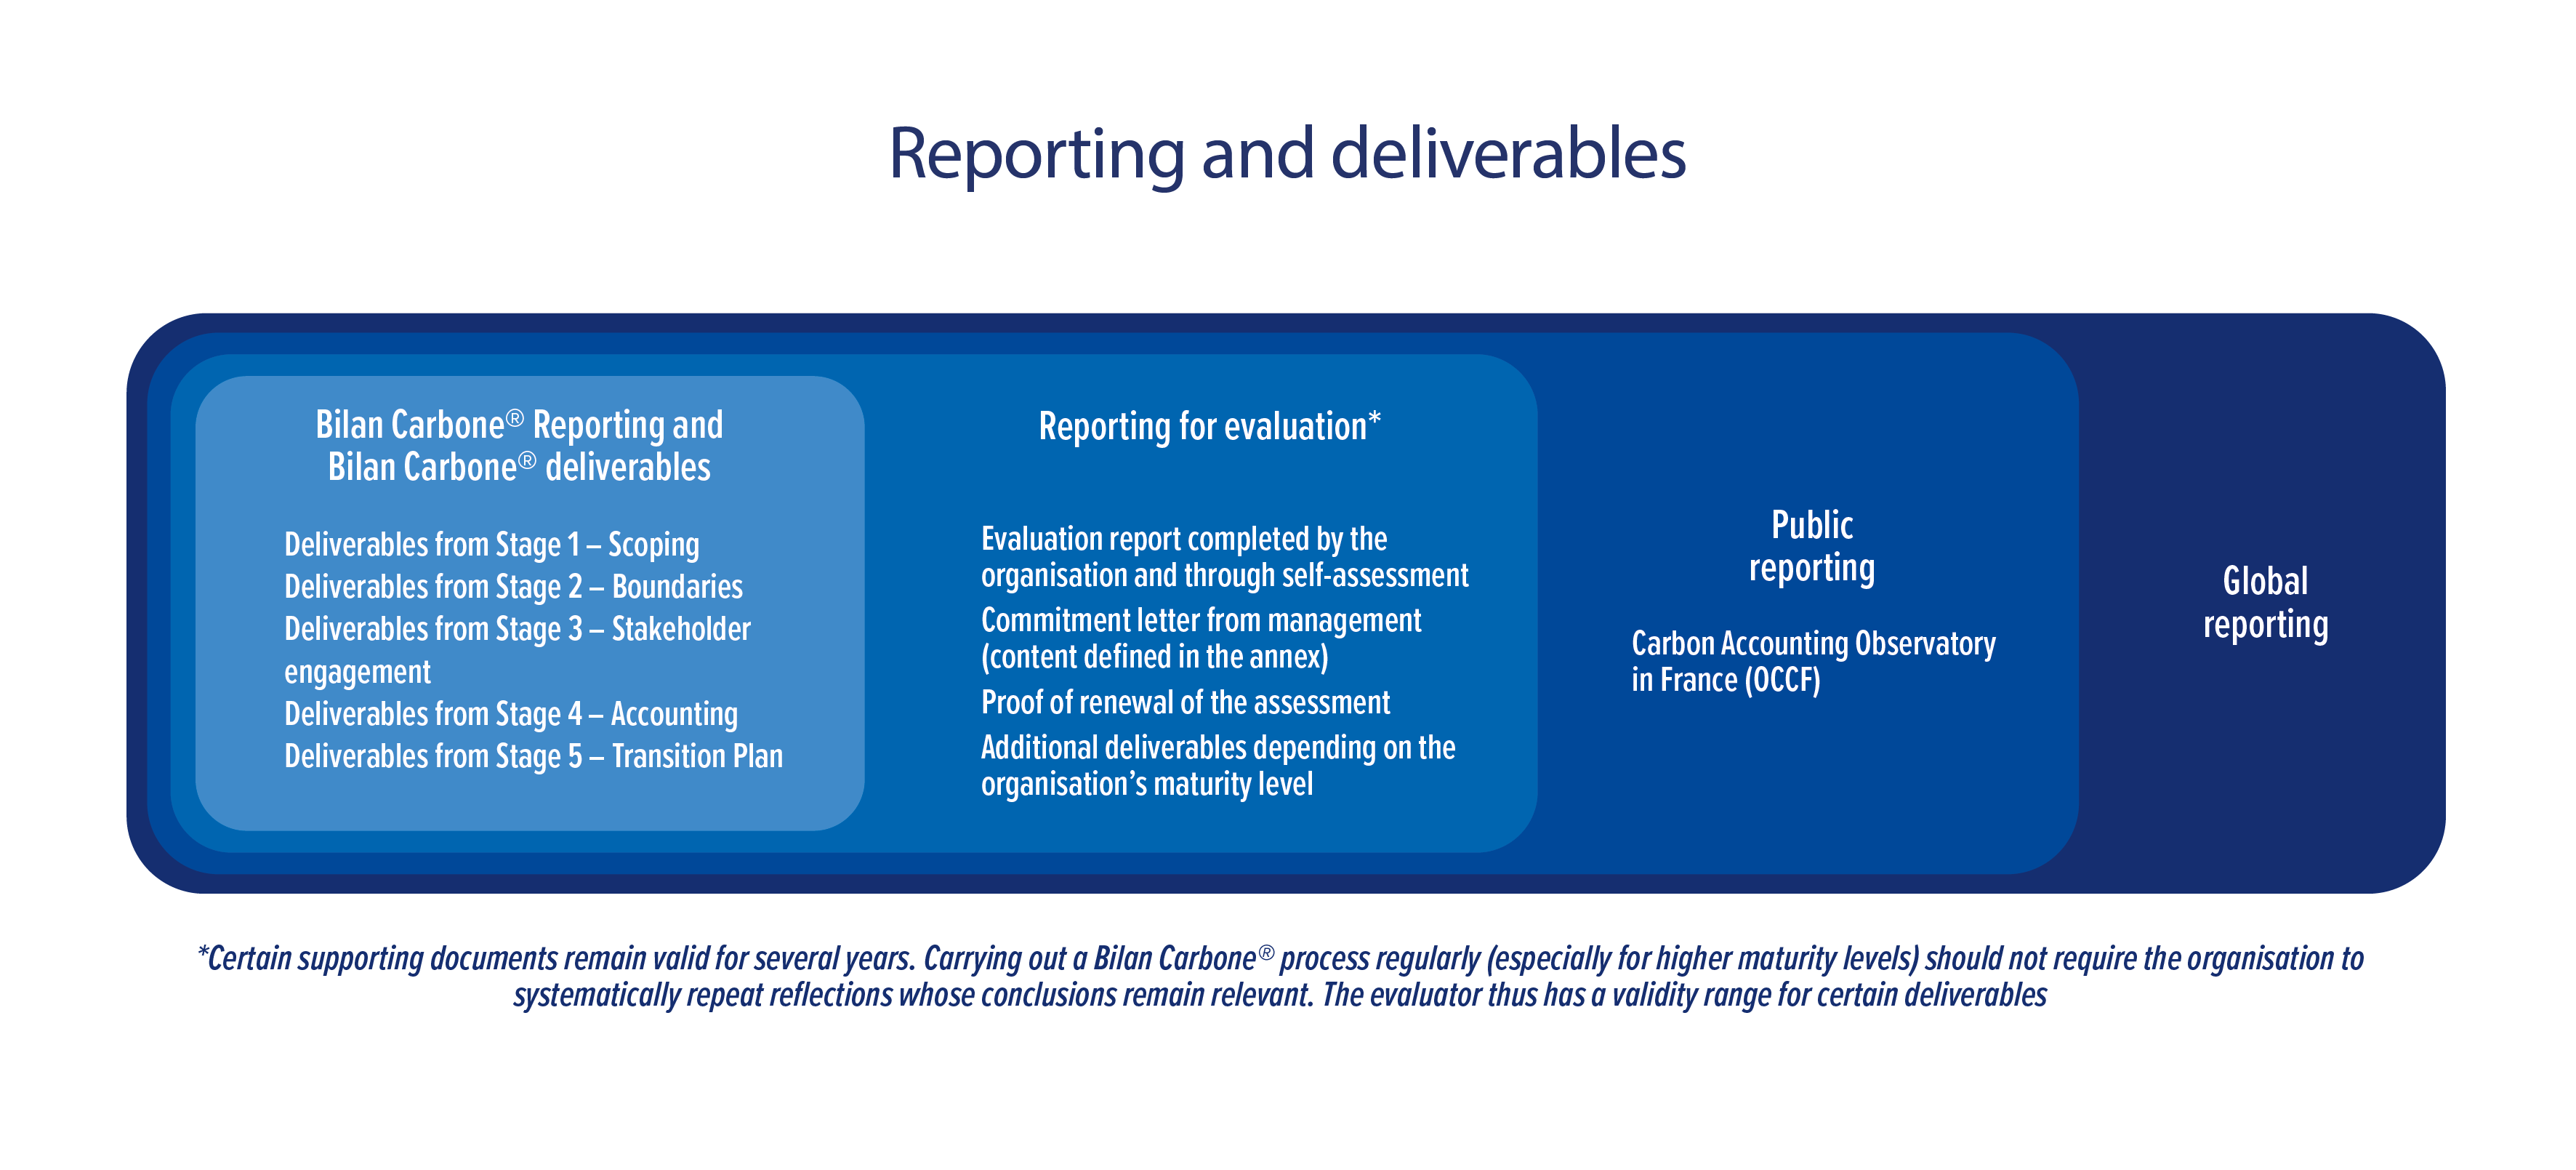 Reporting and deliverables
Bilan Carbone® Reporting and
Bilan Carbone® deliverables
Deliverables from Stage 1 – Scoping
Deliverables from Stage 2 – Boundaries
Deliverables from Stage 3 – Stakeholder
engagement
Deliverables from Stage 4 – Accounting
Deliverables from Stage 5 – Transition Plan
Reporting for evaluation*
Evaluation report completed by the
organisation and through self-assessment
Commitment letter from management
(content defined in the annex)
Proof of renewal of the assessment
Additional deliverables depending on the
organisation’s maturity level
Public
reporting
Carbon Accounting Observatory
in France (OCCF)
Global
reporting
*Certain supporting documents remain valid for several years. Carrying out a Bilan Carbone® process regularly (especially for higher maturity levels) should not require the organisation to
systematically repeat reflections whose conclusions remain relevant. The evaluator thus has a validity range for certain deliverables